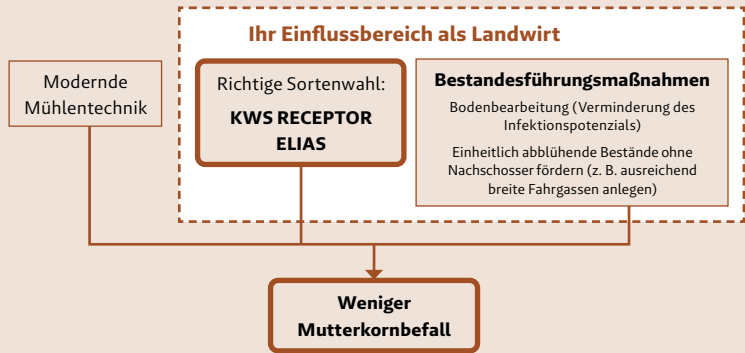 Ihr Einflussbereich als Landwirt
Modernde
Mühlentechnik
Richtige Sortenwahl:
KWS RECEPTOR
ELIAS
Bestandesführungsmaßnahmen
Bodenbearbeitung (Verminderung des
Infektionspotenzials)
Einheitlich abblühende Bestände ohne
Nachschosser fördern (z. B. ausreichend
breite Fahrgassen anlegen)
Weniger
Mutterkornbefall